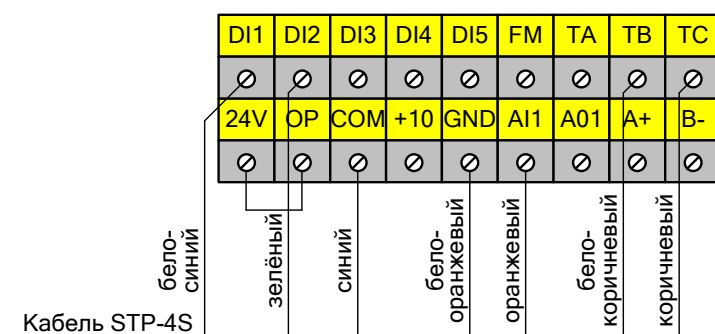 DI1 DI2 DI3 DI4 DI5 FM TA TB TC
24V OP COM +10 GND AI1 A01 A+ B-
бело-
синий
зелёный
синий
бело-
оранжевый
оранжевый
бело-
коричневый
коричневый
Кабель STP-4S